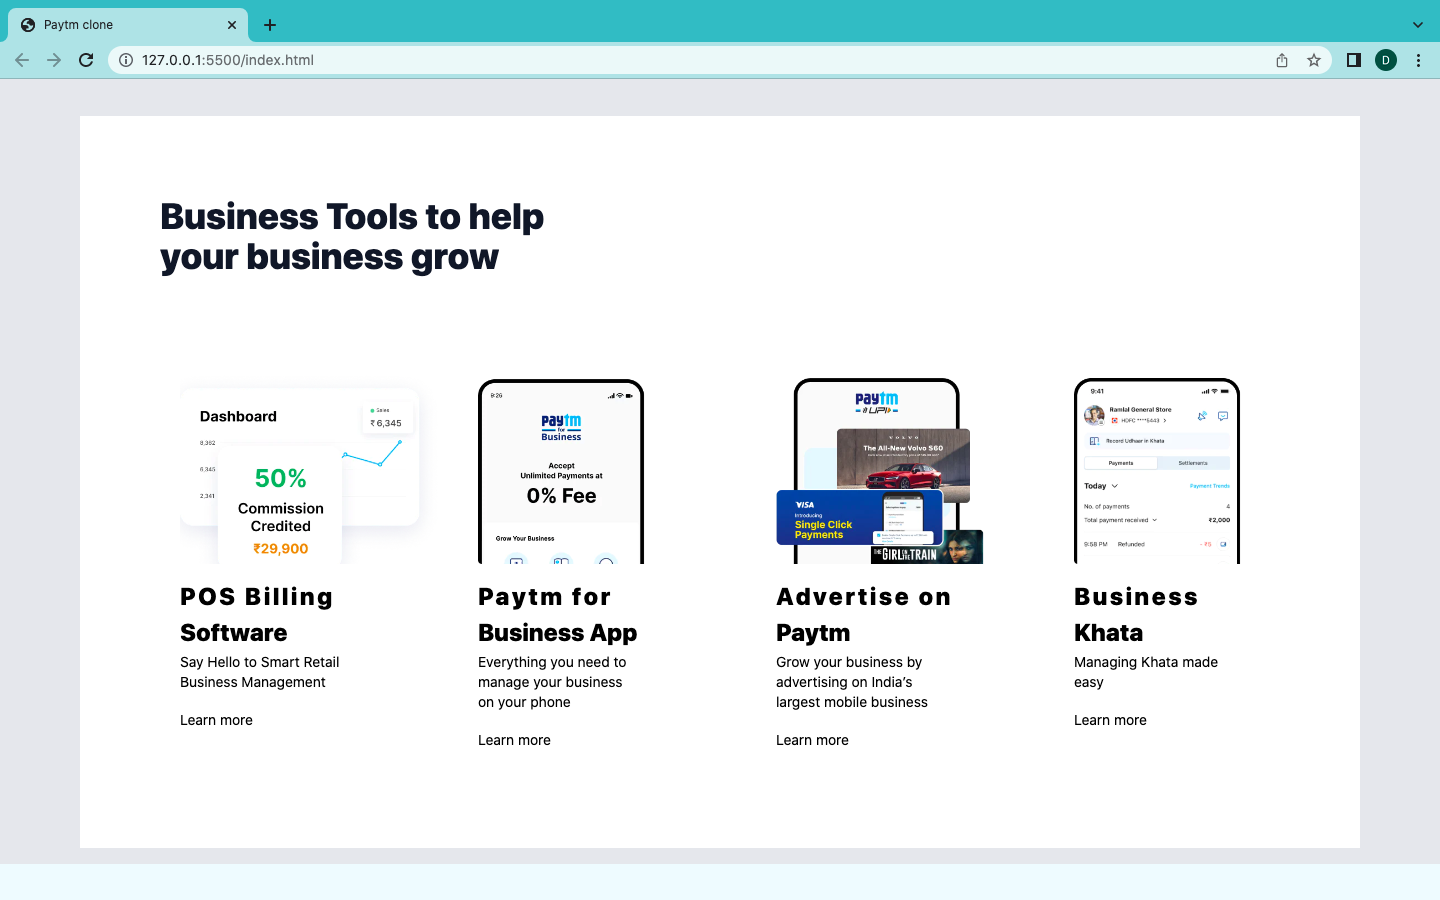 Paytm clone
127.0.0.1:5500/index.html
D
Business Tools to help
your business grow
Dashboard
Sales
₹ 6,345
8,362
6,345
2,341
50%
Commission
Credited
₹29,900
POS Billing
Software
Say Hello to Smart Retail
Business Management
Learn more
9:26
paytm
for
Business
Accept
Unlimited Payments at
0% Fee
Grow Your Business
Paytm for
Business App
Everything you need to
manage your business
on your phone
Learn more
paytm
UPI
VOLVO
The All-New Volvo S60
VISA
Introducing
Single Click
Payments
THE GIRL ON THE TRAIN
Advertise on
Paytm
Grow your business by
advertising on India's
largest mobile business
Learn more
9:41
Ramlal General Store
HDFC ****5443
Record Udhaar in Khata
Payments
Settlements
Today
Payment Trends
No. of payments
4
Total payment received
₹2,000
9:58 PM
Refunded
- ₹5
Business
Khata
Managing Khata made
easy
Learn more